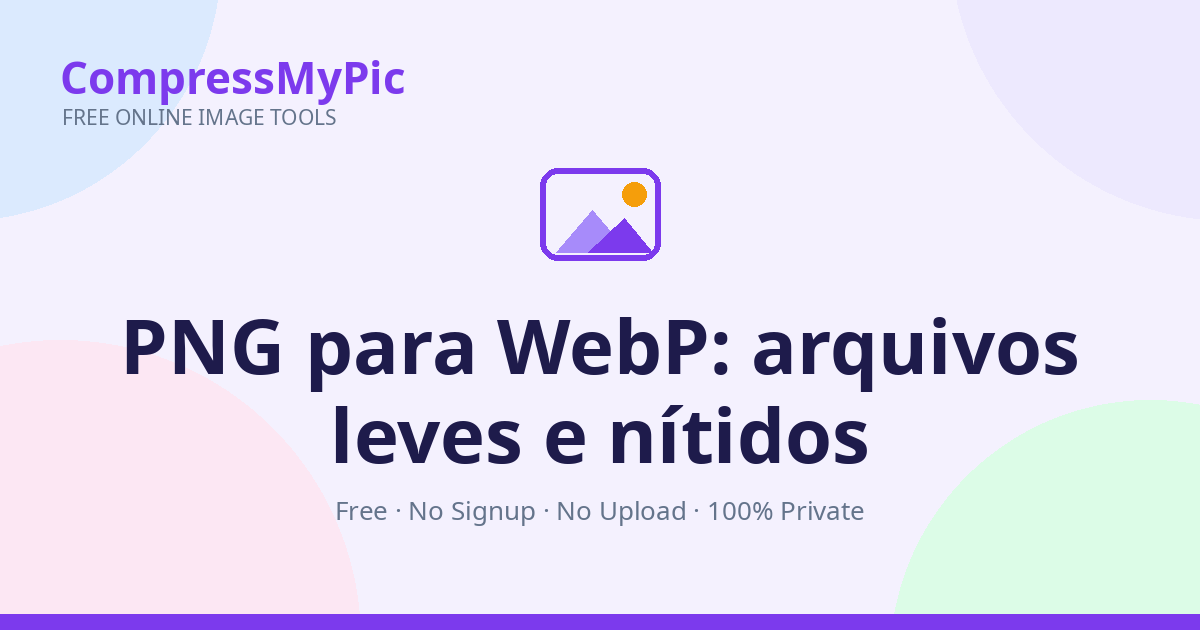 CompressMyPic
FREE ONLINE IMAGE TOOLS
PNG para WebP: arquivos
leves e nítidos
Free · No Signup · No Upload · 100% Private